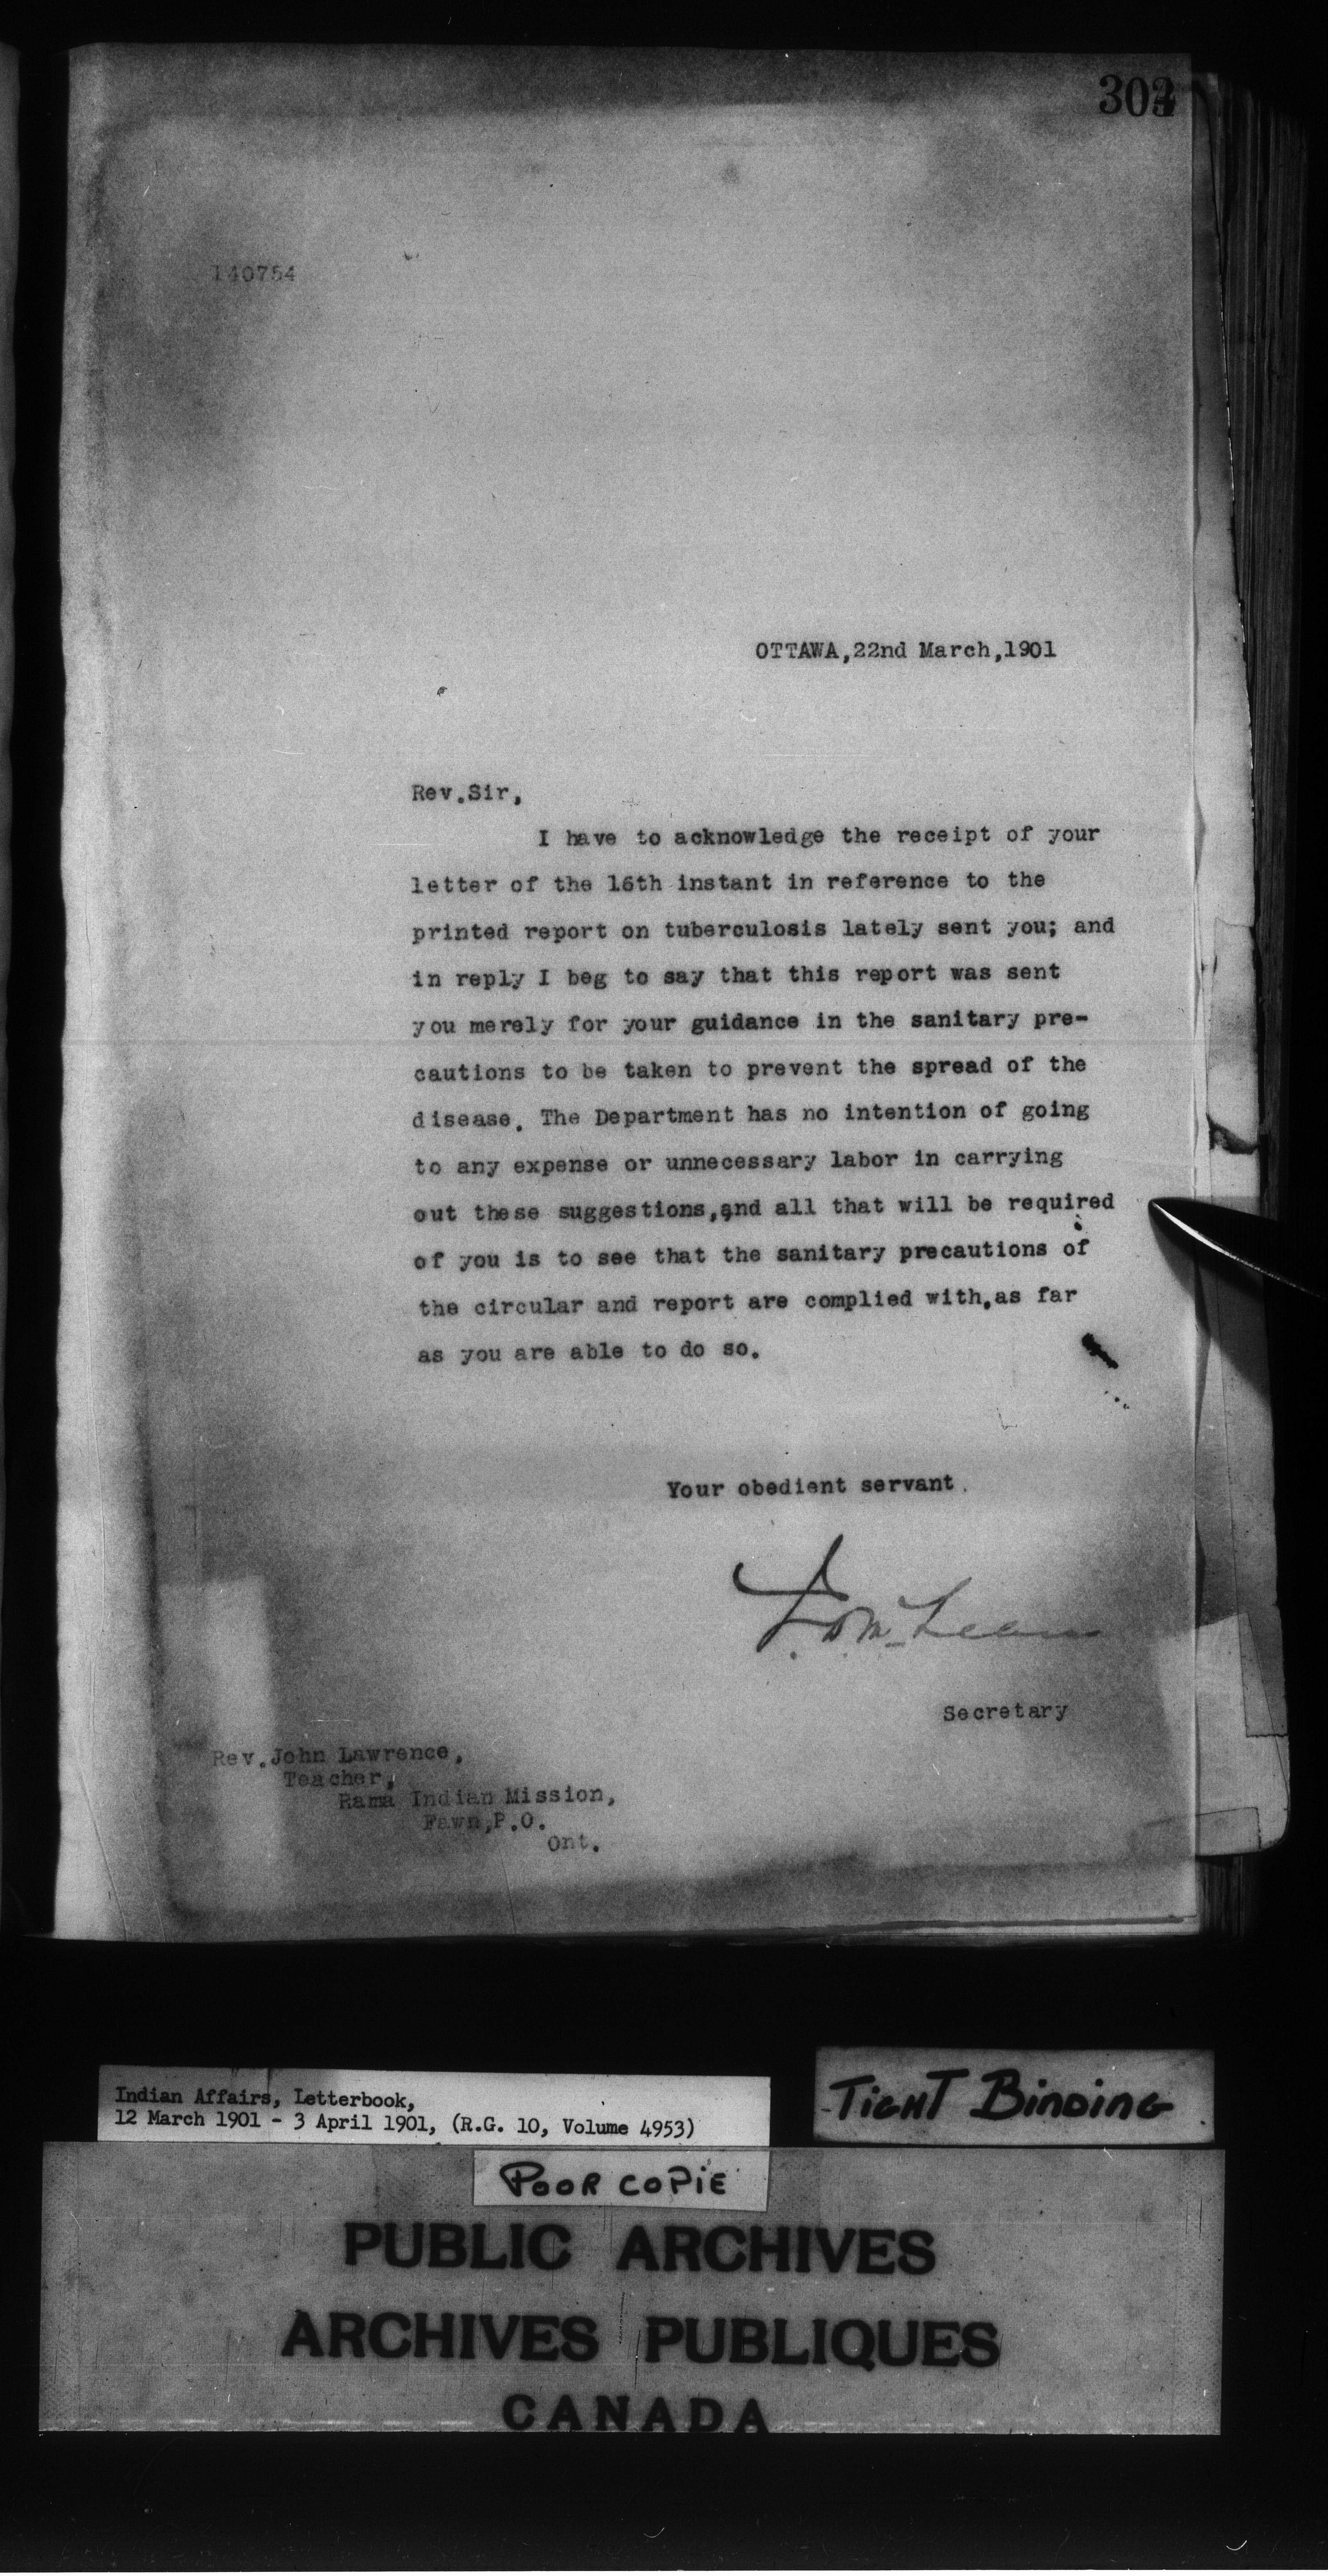 140754
OTTAWA,22nd March,1901
Rev.Sir,
I have to acknowledge the receipt of your
letter of the 16th instant in reference to the
printed report on tuberculosis lately sent you; and
in reply I beg to say that this report was sent
you merely for your guidance in the sanitary pre-
cautions to be taken to prevent the spread of the
disease. The Department has no intention of going
to any expense or unnecessary labor in carrying
out these suggestions,and all that will be required
of you is to see that the sanitary precautions of
the circular and report are complied with,as far
as you are able to do so.
Your obedient servant.
McLean
Secretary
Rev.John Lawrence,
Teacher,
Rama Indian Mission,
Fawn,P.O.
Ont.
Indian Affairs, Letterbook,
12 March 1901 - 3 April 1901, (R.G. 10, Volume 4953)
TIGHT BINDING
POOR COPIE
PUBLIC ARCHIVES
ARCHIVES PUBLIQUES
CANADA